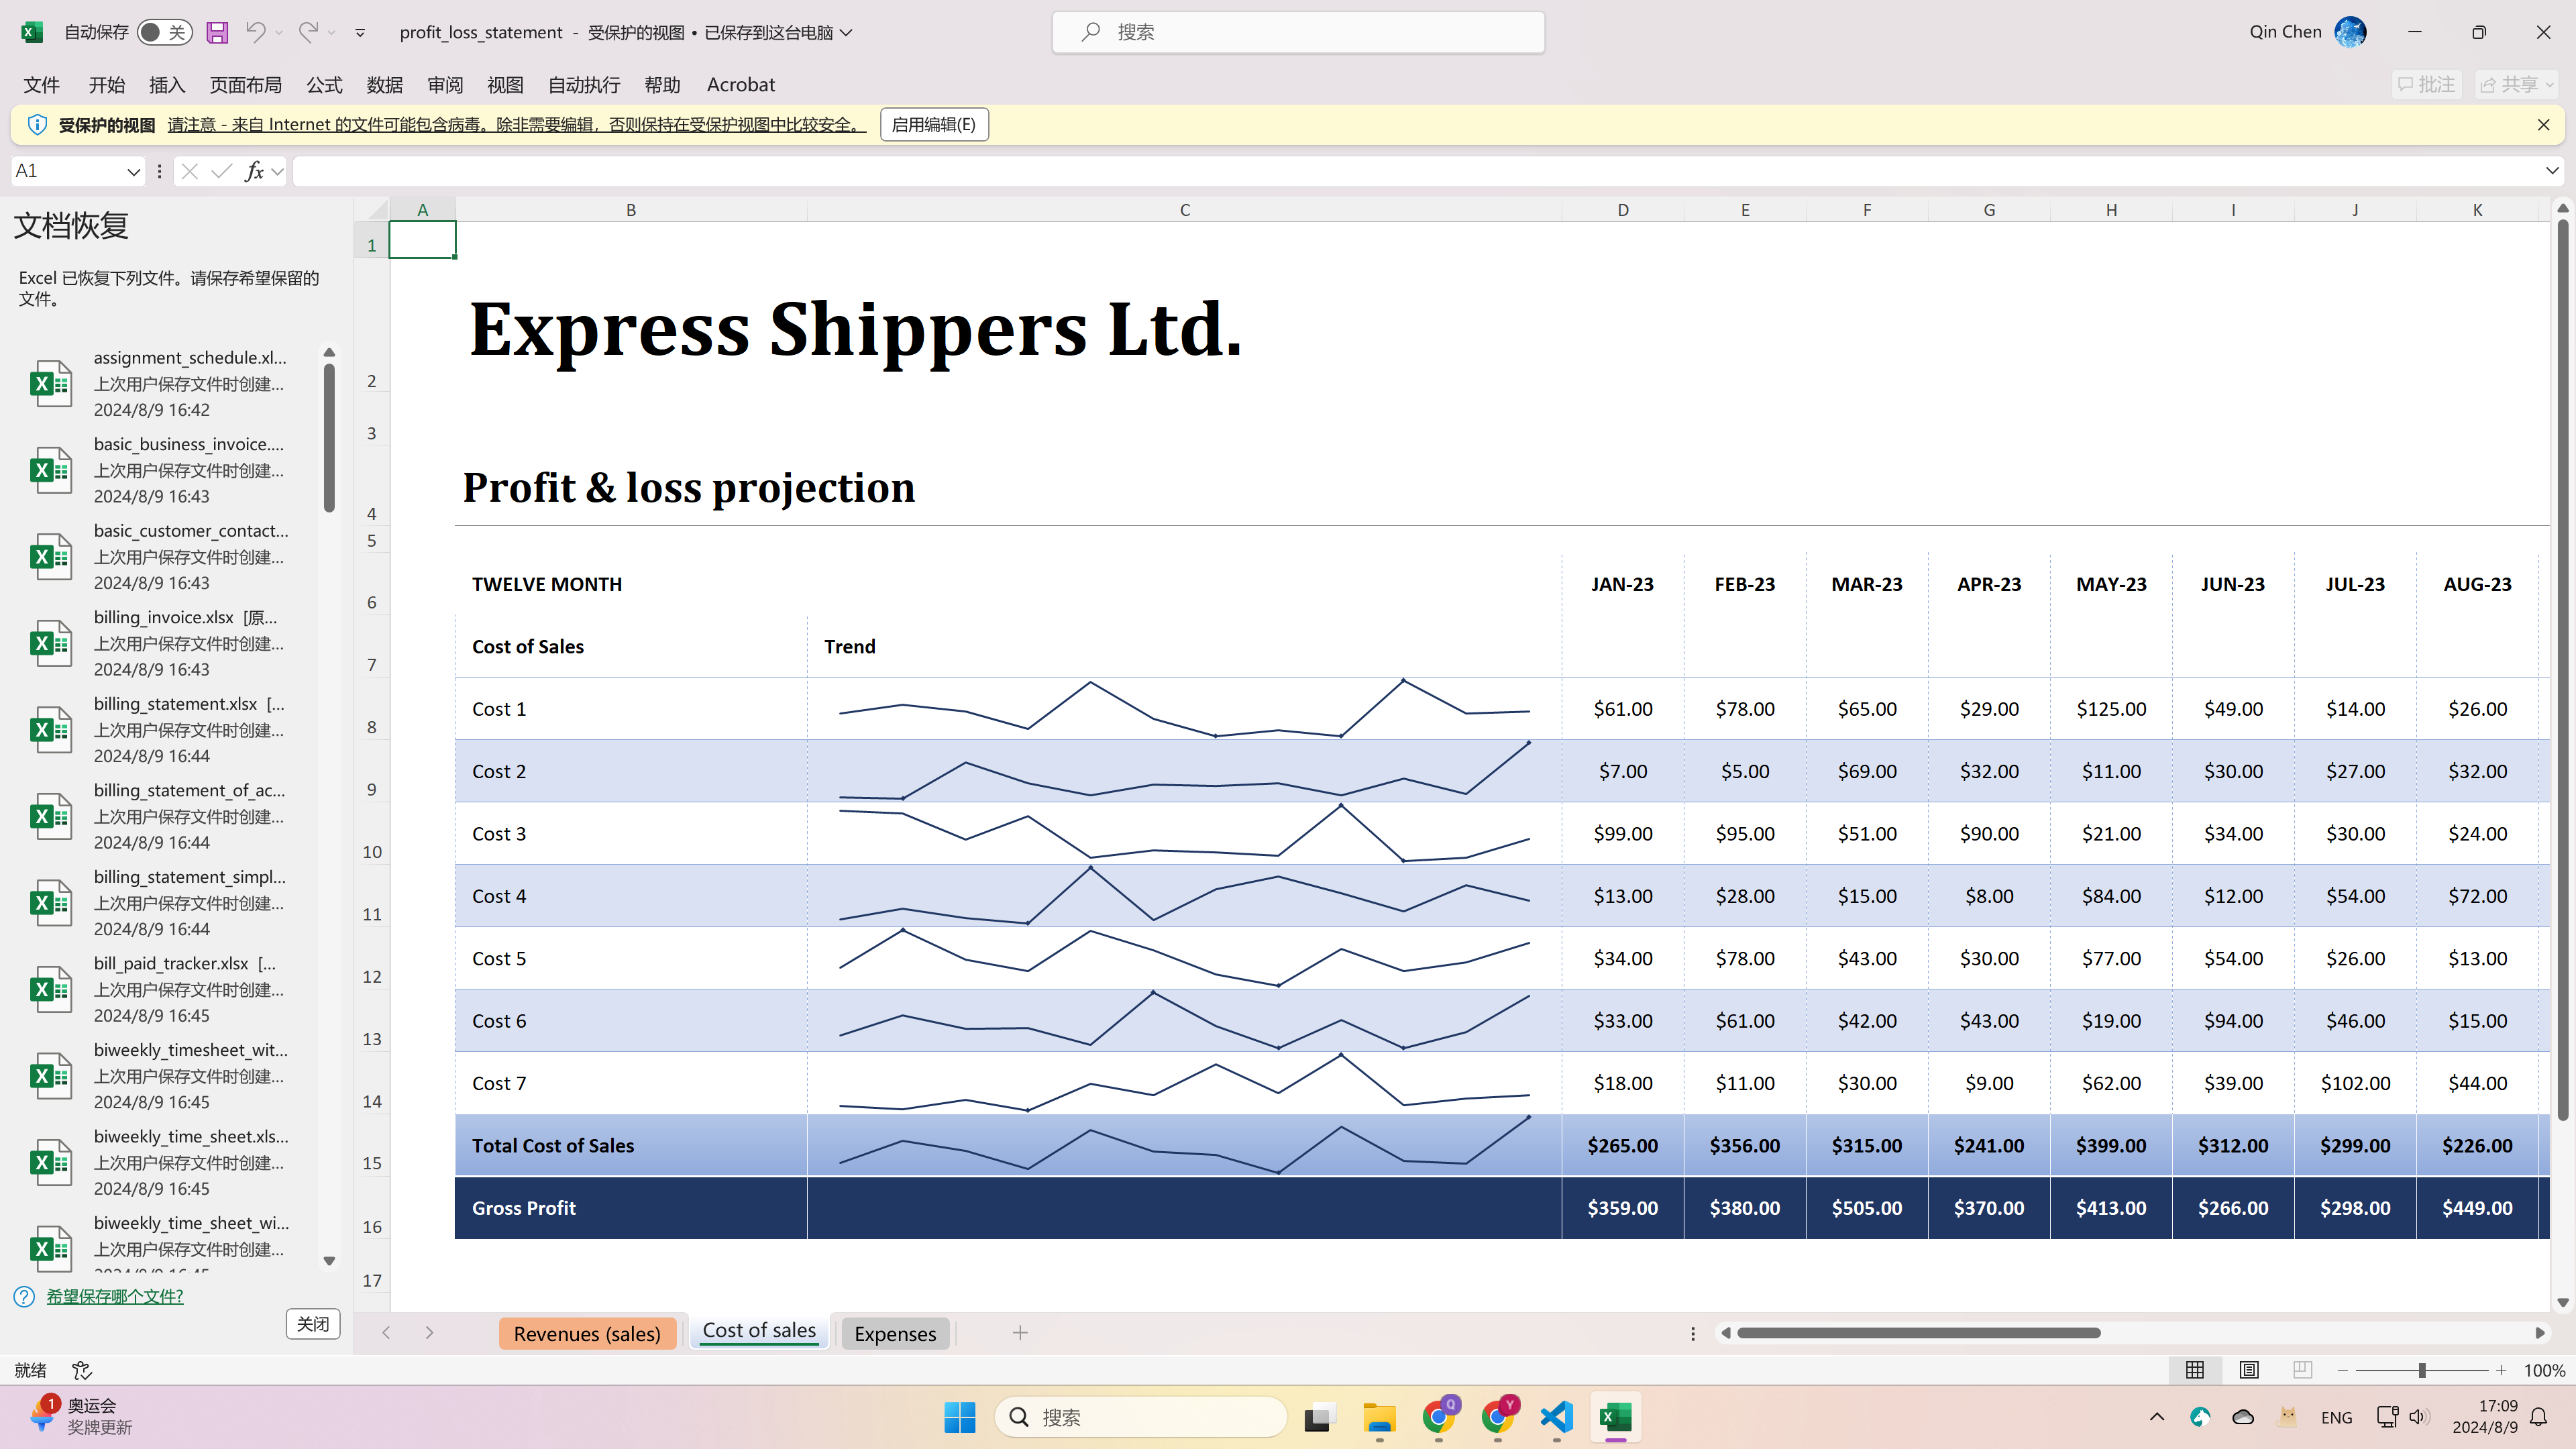 自动保存 关 profit_loss_statement - 受保护的视图 • 已保存到这台电脑 搜索 Qin Chen
文件 开始 插入 页面布局 公式 数据 审阅 视图 自动执行 帮助 Acrobat 批注 共享
受保护的视图 请注意 - 来自 Internet 的文件可能包含病毒。除非需要编辑，否则保持在受保护视图中比较安全。 启用编辑(E)
A1 fx
文档恢复
Excel 已恢复下列文件。请保存希望保留的
文件。
assignment_schedule.xl...
上次用户保存文件时创建...
2024/8/9 16:42
basic_business_invoice....
上次用户保存文件时创建...
2024/8/9 16:43
basic_customer_contact...
上次用户保存文件时创建...
2024/8/9 16:43
billing_invoice.xlsx [原...
上次用户保存文件时创建...
2024/8/9 16:43
billing_statement.xlsx [...
上次用户保存文件时创建...
2024/8/9 16:44
billing_statement_of_ac...
上次用户保存文件时创建...
2024/8/9 16:44
billing_statement_simpl...
上次用户保存文件时创建...
2024/8/9 16:44
bill_paid_tracker.xlsx [...
上次用户保存文件时创建...
2024/8/9 16:45
biweekly_timesheet_wit...
上次用户保存文件时创建...
2024/8/9 16:45
biweekly_time_sheet.xls...
上次用户保存文件时创建...
2024/8/9 16:45
biweekly_time_sheet_wi...
上次用户保存文件时创建...
希望保存哪个文件?
关闭
A B C D E F G H I J K
1
Express Shippers Ltd.
2
3
Profit & loss projection
4
5
TWELVE MONTH JAN-23 FEB-23 MAR-23 APR-23 MAY-23 JUN-23 JUL-23 AUG-23
6
Cost of Sales Trend
7
Cost 1 $61.00 $78.00 $65.00 $29.00 $125.00 $49.00 $14.00 $26.00
8
Cost 2 $7.00 $5.00 $69.00 $32.00 $11.00 $30.00 $27.00 $32.00
9
Cost 3 $99.00 $95.00 $51.00 $90.00 $21.00 $34.00 $30.00 $24.00
10
Cost 4 $13.00 $28.00 $15.00 $8.00 $84.00 $12.00 $54.00 $72.00
11
Cost 5 $34.00 $78.00 $43.00 $30.00 $77.00 $54.00 $26.00 $13.00
12
Cost 6 $33.00 $61.00 $42.00 $43.00 $19.00 $94.00 $46.00 $15.00
13
Cost 7 $18.00 $11.00 $30.00 $9.00 $62.00 $39.00 $102.00 $44.00
14
Total Cost of Sales $265.00 $356.00 $315.00 $241.00 $399.00 $312.00 $299.00 $226.00
15
Gross Profit $359.00 $380.00 $505.00 $370.00 $413.00 $266.00 $298.00 $449.00
16
17
Revenues (sales) Cost of sales Expenses
就绪 100%
1 奥运会
奖牌更新
搜索
Q Y
ENG
17:09
2024/8/9